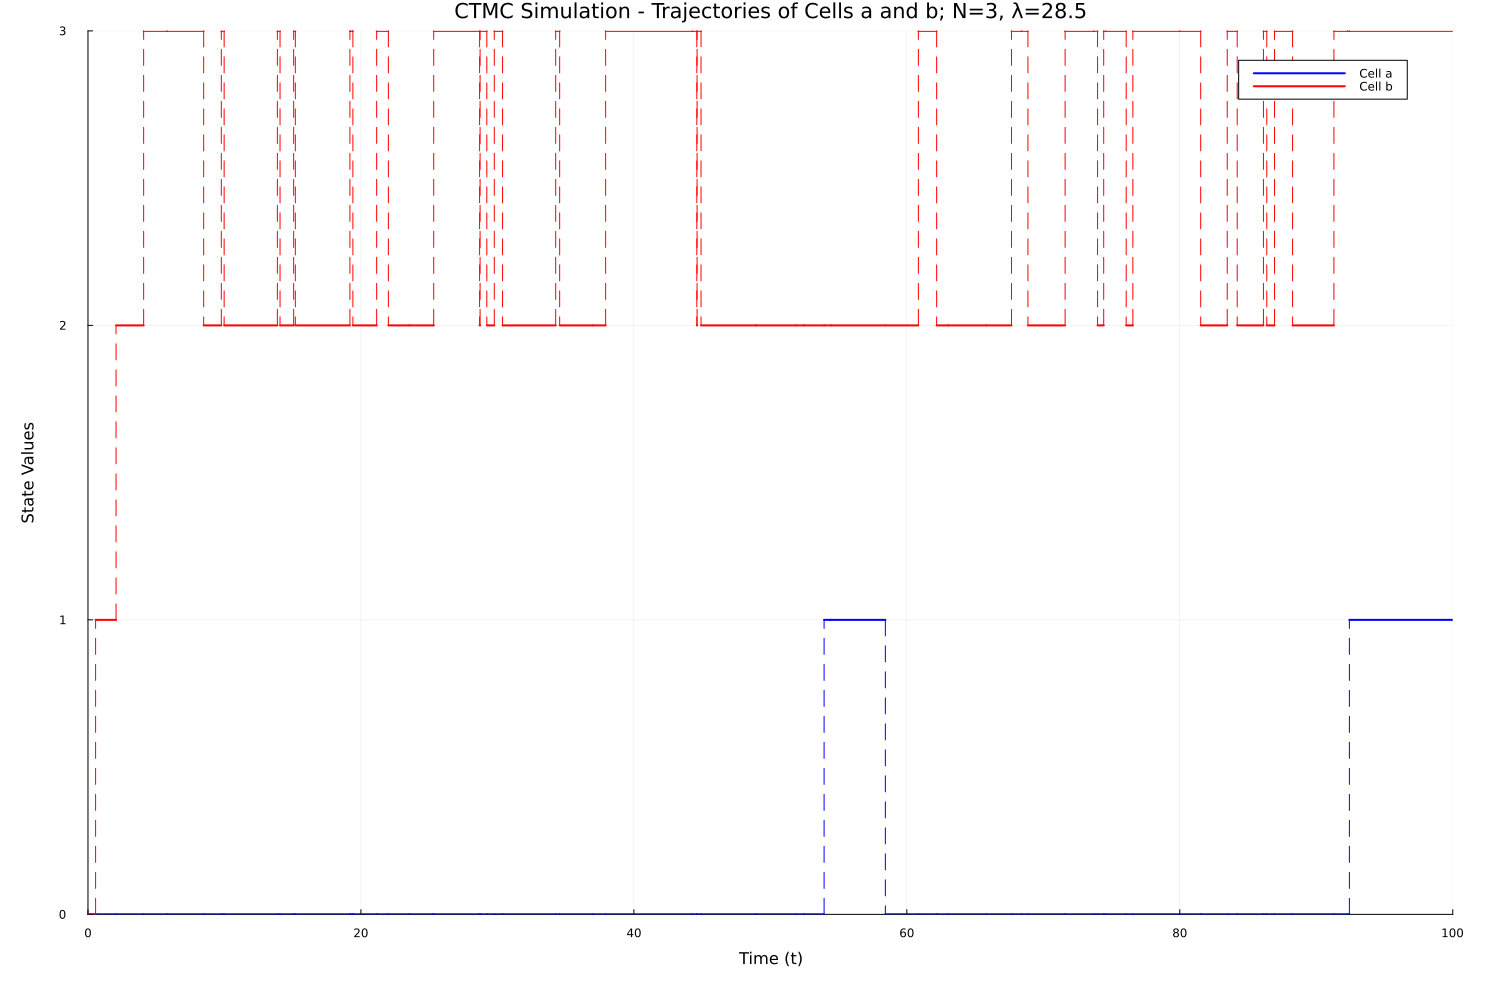 CTMC Simulation - Trajectories of Cells a and b; N=3, λ=28.5
3
Cell a
Cell b
2
State Values
1
0
0 20 40 60 80 100
Time (t)